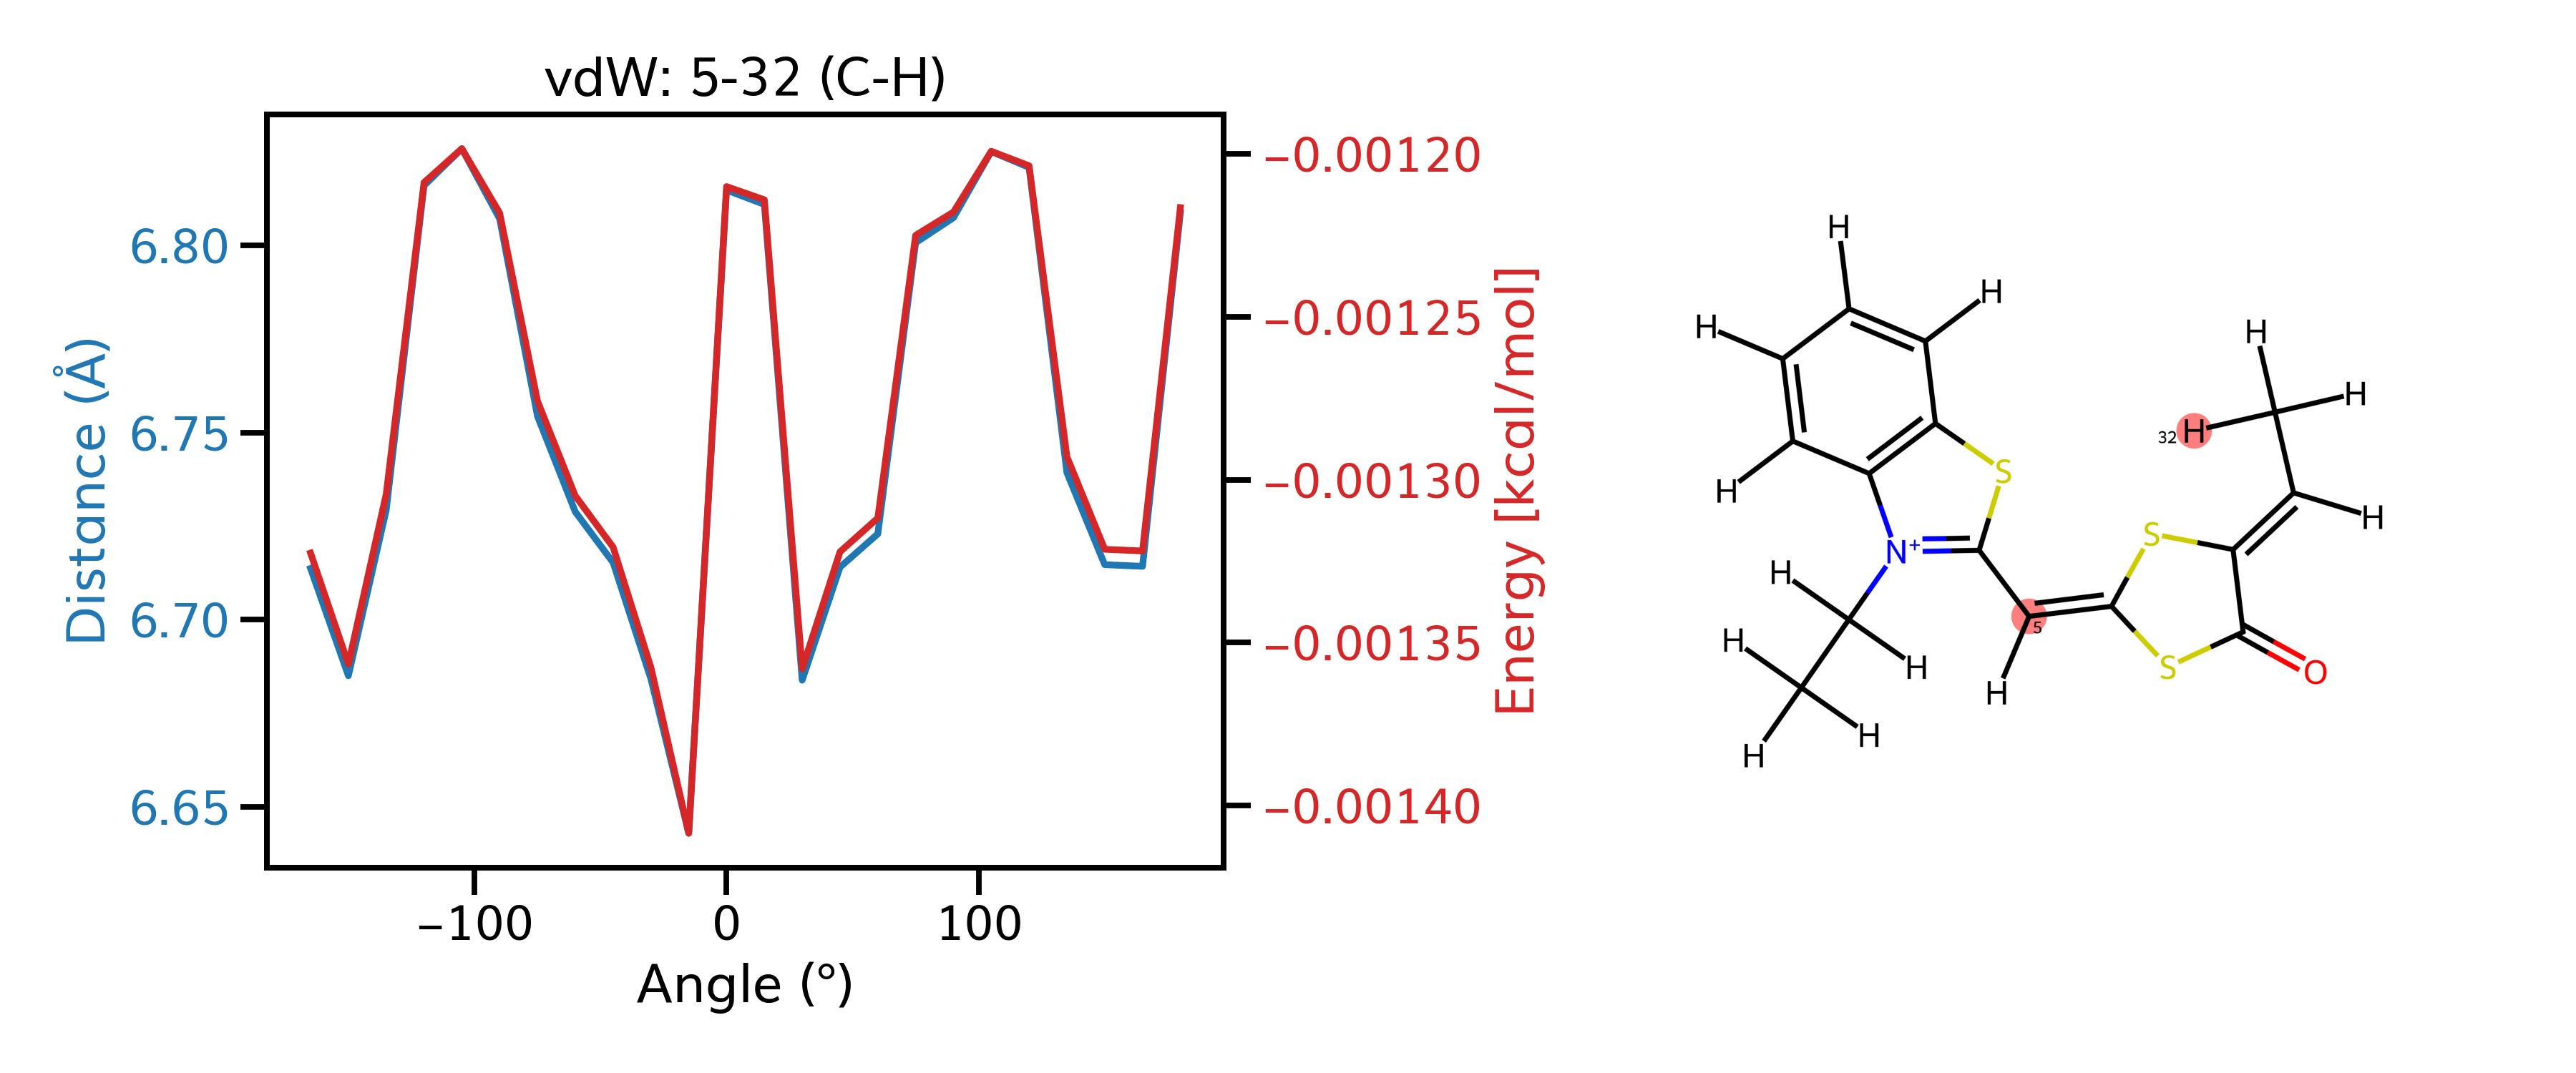 vdW: 5-32 (C-H)
Distance (Å)
6.80
6.75
6.70
6.65
−100
0
100
Angle (°)
−0.00120
−0.00125
−0.00130
−0.00135
−0.00140
Energy [kcal/mol]
H
H
H
H
H
H
32 H
H
S
H
S
N+
H
5
H
H
S
O
H
H
H